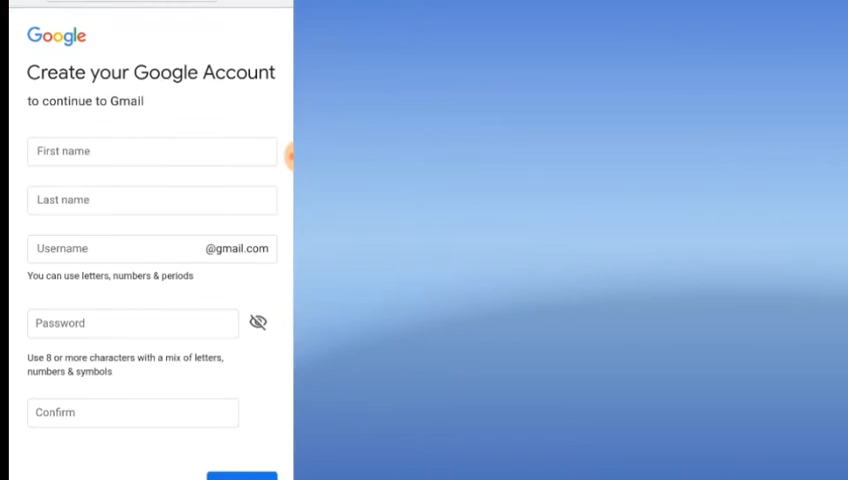 Google
Create your Google Account
to continue to Gmail
First name
Last name
Username @gmail.com
You can use letters, numbers & periods
Password
Use 8 or more characters with a mix of letters,
numbers & symbols
Confirm